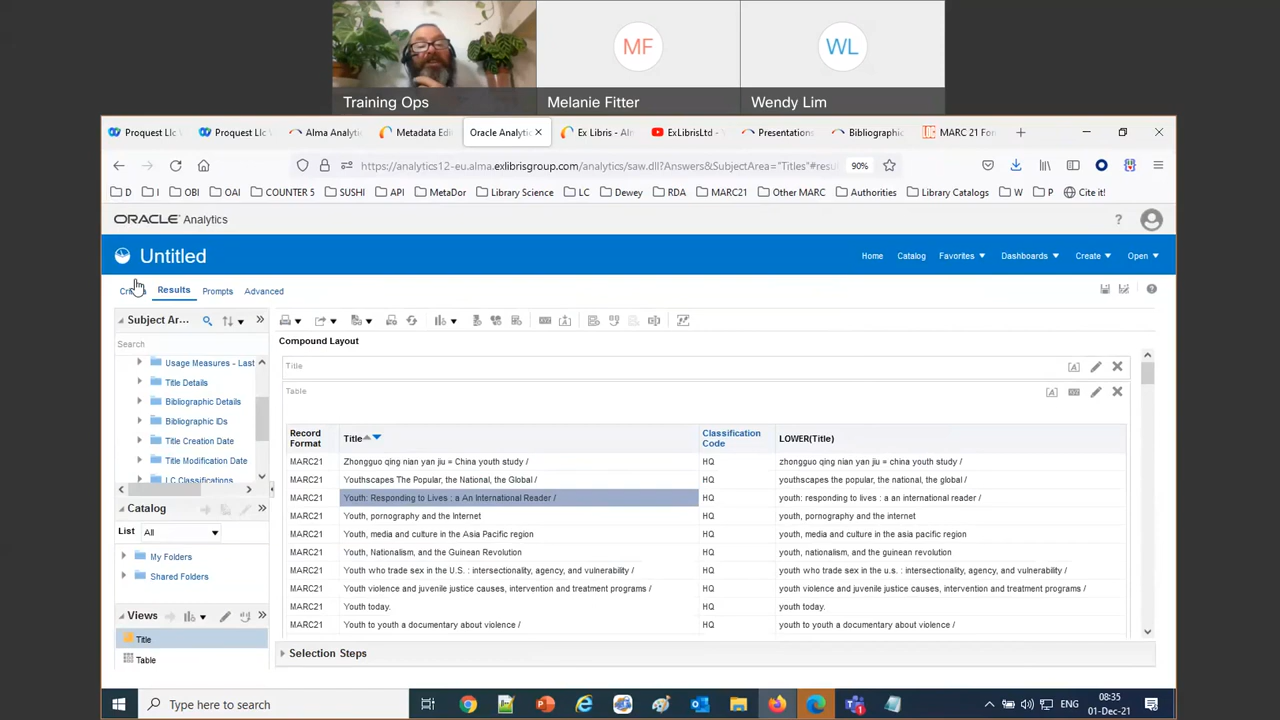 MF
WL
Training Ops
Melanie Fitter
Wendy Lim
Proquest Llc
Proquest Llc
Alma Analyti
Metadata Edi
Oracle Analytic
Ex Libris - Alm
ExLibrisLtd -
Presentations
Bibliographic
MARC 21 For
https://analytics12-eu.alma.exlibrisgroup.com/analytics/saw.dll?Answers&SubjectArea="Titles"#resul
90%
D
I
OBI
OAI
COUNTER 5
SUSHI
API
MetaDor
Library Science
LC
Dewey
RDA
MARC21
Other MARC
Authorities
Library Catalogs
W
P
Cite it!
ORACLE Analytics
Untitled
Home
Catalog
Favorites
Dashboards
Create
Open
Results
Prompts
Advanced
Subject Ar...
Search
Usage Measures - Last
Title Details
Bibliographic Details
Bibliographic IDs
Title Creation Date
Title Modification Date
LC Classifications
Catalog
List All
My Folders
Shared Folders
Views
Title
Table
Compound Layout
Title
Table
Record Format Title Classification Code LOWER(Title)
MARC21 Zhongguo qing nian yan jiu = China youth study / HQ zhongguo qing nian yan jiu = china youth study /
MARC21 Youthscapes The Popular, the National, the Global / HQ youthscapes the popular, the national, the global /
MARC21 Youth: Responding to Lives : a An International Reader / HQ youth: responding to lives : a an international reader /
MARC21 Youth, pornography and the Internet HQ youth, pornography and the internet
MARC21 Youth, media and culture in the Asia Pacific region HQ youth, media and culture in the asia pacific region
MARC21 Youth, Nationalism, and the Guinean Revolution HQ youth, nationalism, and the guinean revolution
MARC21 Youth who trade sex in the U.S. : intersectionality, agency, and vulnerability / HQ youth who trade sex in the u.s. : intersectionality, agency, and vulnerability /
MARC21 Youth violence and juvenile justice causes, intervention and treatment programs / HQ youth violence and juvenile justice causes, intervention and treatment programs /
MARC21 Youth today. HQ youth today.
MARC21 Youth to youth a documentary about violence / HQ youth to youth a documentary about violence /
Selection Steps
Type here to search
ENG
08:35
01-Dec-21